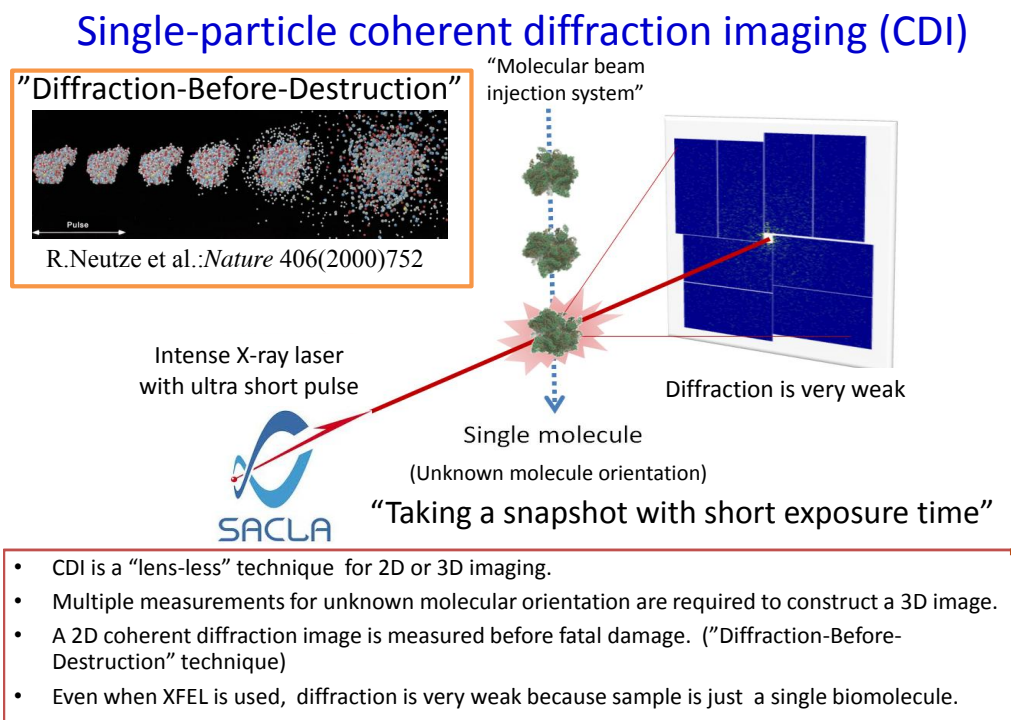 Single-particle coherent diffraction imaging (CDI)
”Diffraction-Before-Destruction”
Pulse
R.Neutze et al.:Nature 406(2000)752
“Molecular beam
injection system”
Intense X-ray laser
with ultra short pulse
Diffraction is very weak
Single molecule
(Unknown molecule orientation)
SACLA
“Taking a snapshot with short exposure time”
• CDI is a “lens-less” technique for 2D or 3D imaging.
• Multiple measurements for unknown molecular orientation are required to construct a 3D image.
• A 2D coherent diffraction image is measured before fatal damage. (”Diffraction-Before-
Destruction” technique)
• Even when XFEL is used, diffraction is very weak because sample is just a single biomolecule.